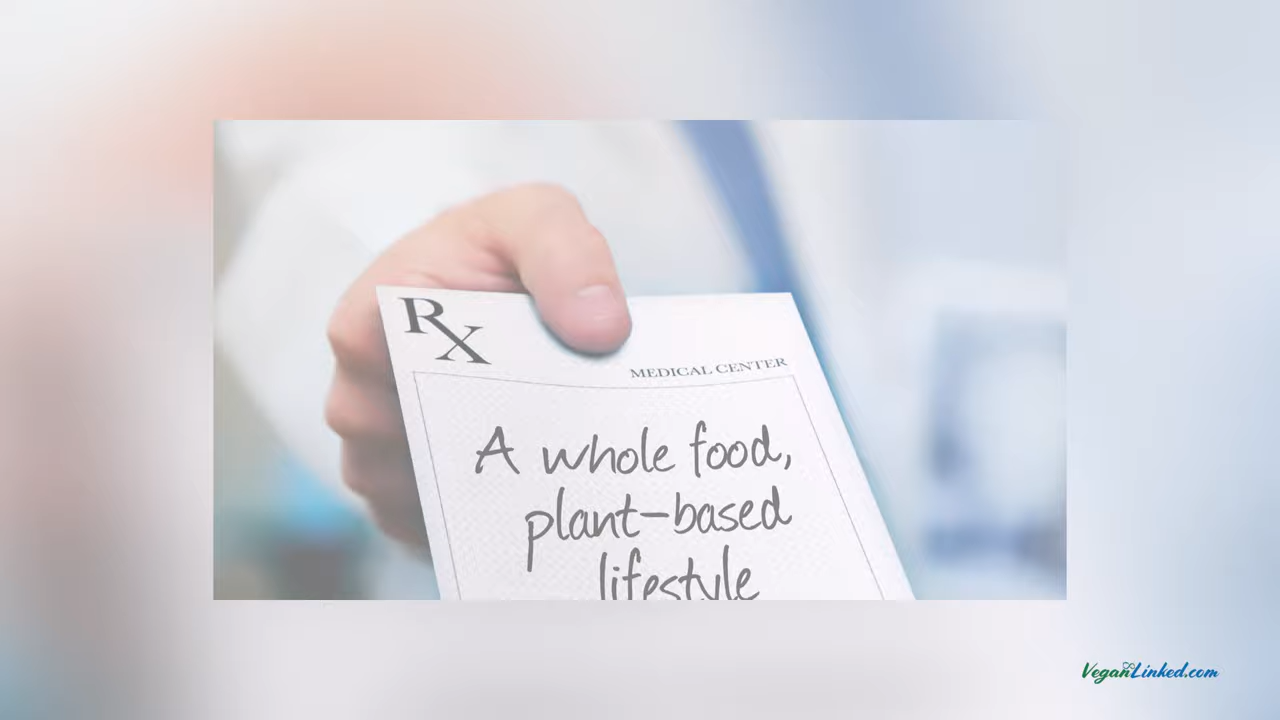 Rx
MEDICAL CENTER
A whole food,
plant-based
lifestyle
VeganLinked.com